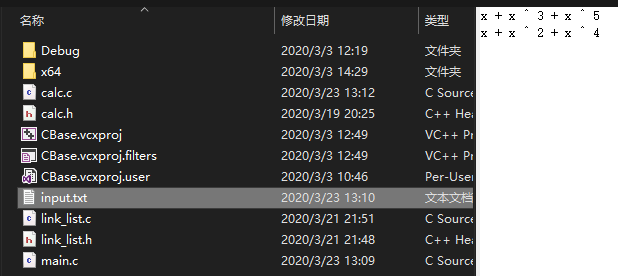 名称 修改日期 类型
Debug 2020/3/3 12:19 文件夹
x64 2020/3/3 14:29 文件夹
calc.c 2020/3/23 13:12 C Source
calc.h 2020/3/19 20:25 C++ Hea
CBase.vcxproj 2020/3/3 12:49 VC++ Pr
CBase.vcxproj.filters 2020/3/3 12:49 VC++ Pr
CBase.vcxproj.user 2020/3/3 10:46 Per-User
input.txt 2020/3/23 13:10 文本文档
link_list.c 2020/3/21 21:51 C Source
link_list.h 2020/3/21 21:48 C++ Hea
main.c 2020/3/23 13:09 C Source
x + x ^ 3 + x ^ 5
x + x ^ 2 + x ^ 4